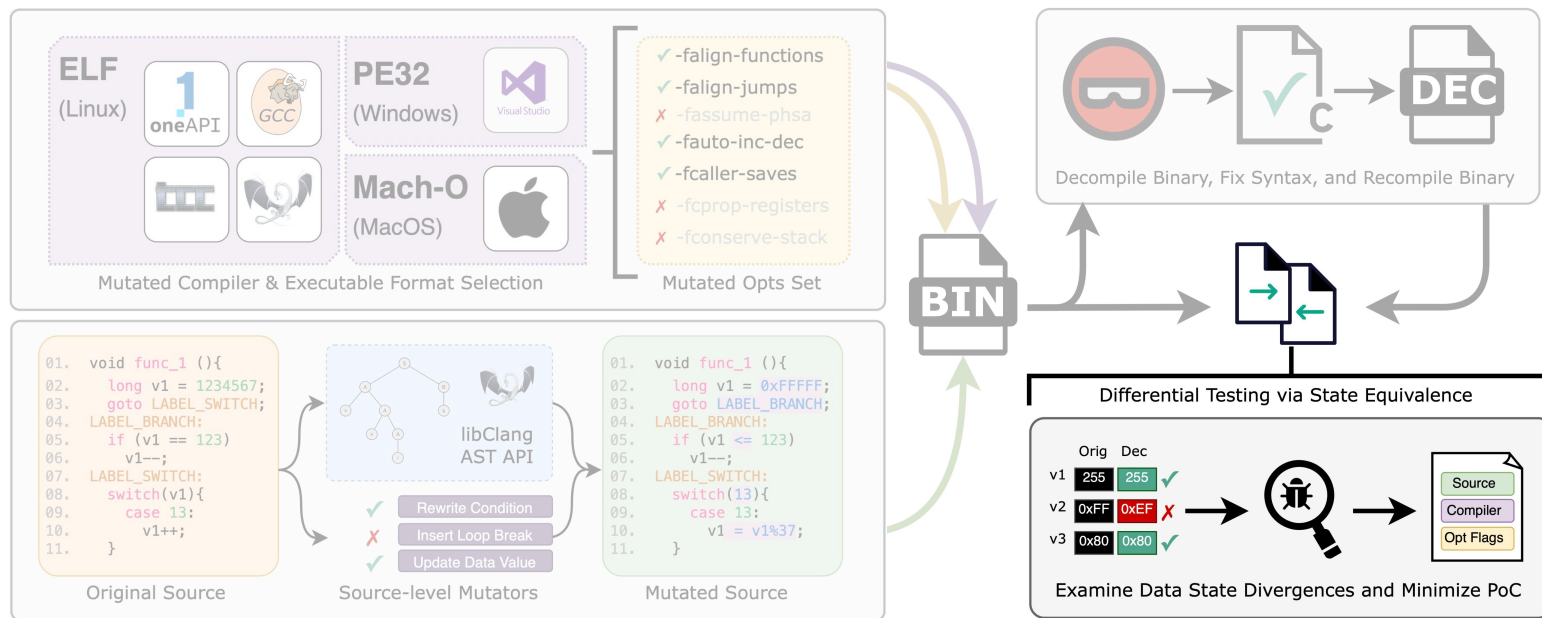 ELF
(Linux)
oneAPI
GCC
PE32
(Windows)
Visual Studio
Mach-O
(MacOS)
Mutated Compiler & Executable Format Selection
✓ -falign-functions
✓ -falign-jumps
✗ -fassume-phsa
✓ -fauto-inc-dec
✓ -fcaller-saves
✗ -fcprop-registers
✗ -fconserve-stack
Mutated Opts Set
C
DEC
Decompile Binary, Fix Syntax, and Recompile Binary
BIN
01. void func_1 (){
02. long v1 = 1234567;
03. goto LABEL_SWITCH;
04. LABEL_BRANCH:
05. if (v1 == 123)
06. v1--;
07. LABEL_SWITCH:
08. switch(v1){
09. case 13:
10. v1++;
11. }
Original Source
libClang
AST API
✓ Rewrite Condition
✗ Insert Loop Break
✓ Update Data Value
Source-level Mutators
01. void func_1 (){
02. long v1 = 0xFFFFF;
03. goto LABEL_BRANCH;
04. LABEL_BRANCH:
05. if (v1 <= 123)
06. v1--;
07. LABEL_SWITCH:
08. switch(13){
09. case 13:
10. v1 = v1%37;
11. }
Mutated Source
Differential Testing via State Equivalence
Orig Dec
v1 255 255 ✓
v2 0xFF 0xEF ✗
v3 0x80 0x80 ✓
Source
Compiler
Opt Flags
Examine Data State Divergences and Minimize PoC